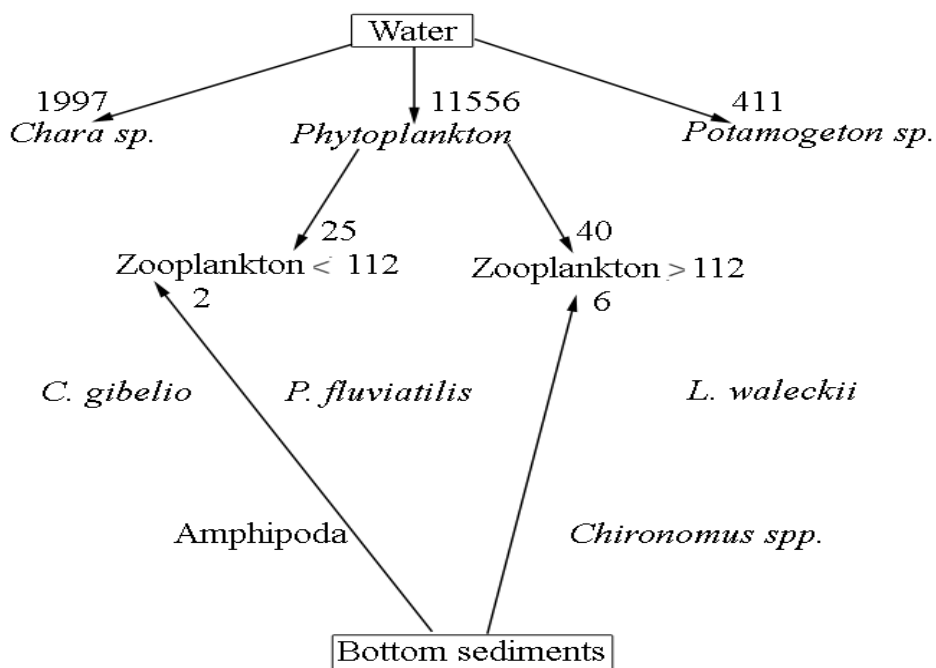 Water
1997 11556 411
Chara sp. Phytoplankton Potamogeton sp.
25 40
Zooplankton < 112 Zooplankton > 112
2 6
C. gibelio P. fluviatilis L. waleckii
Amphipoda Chironomus spp.
Bottom sediments